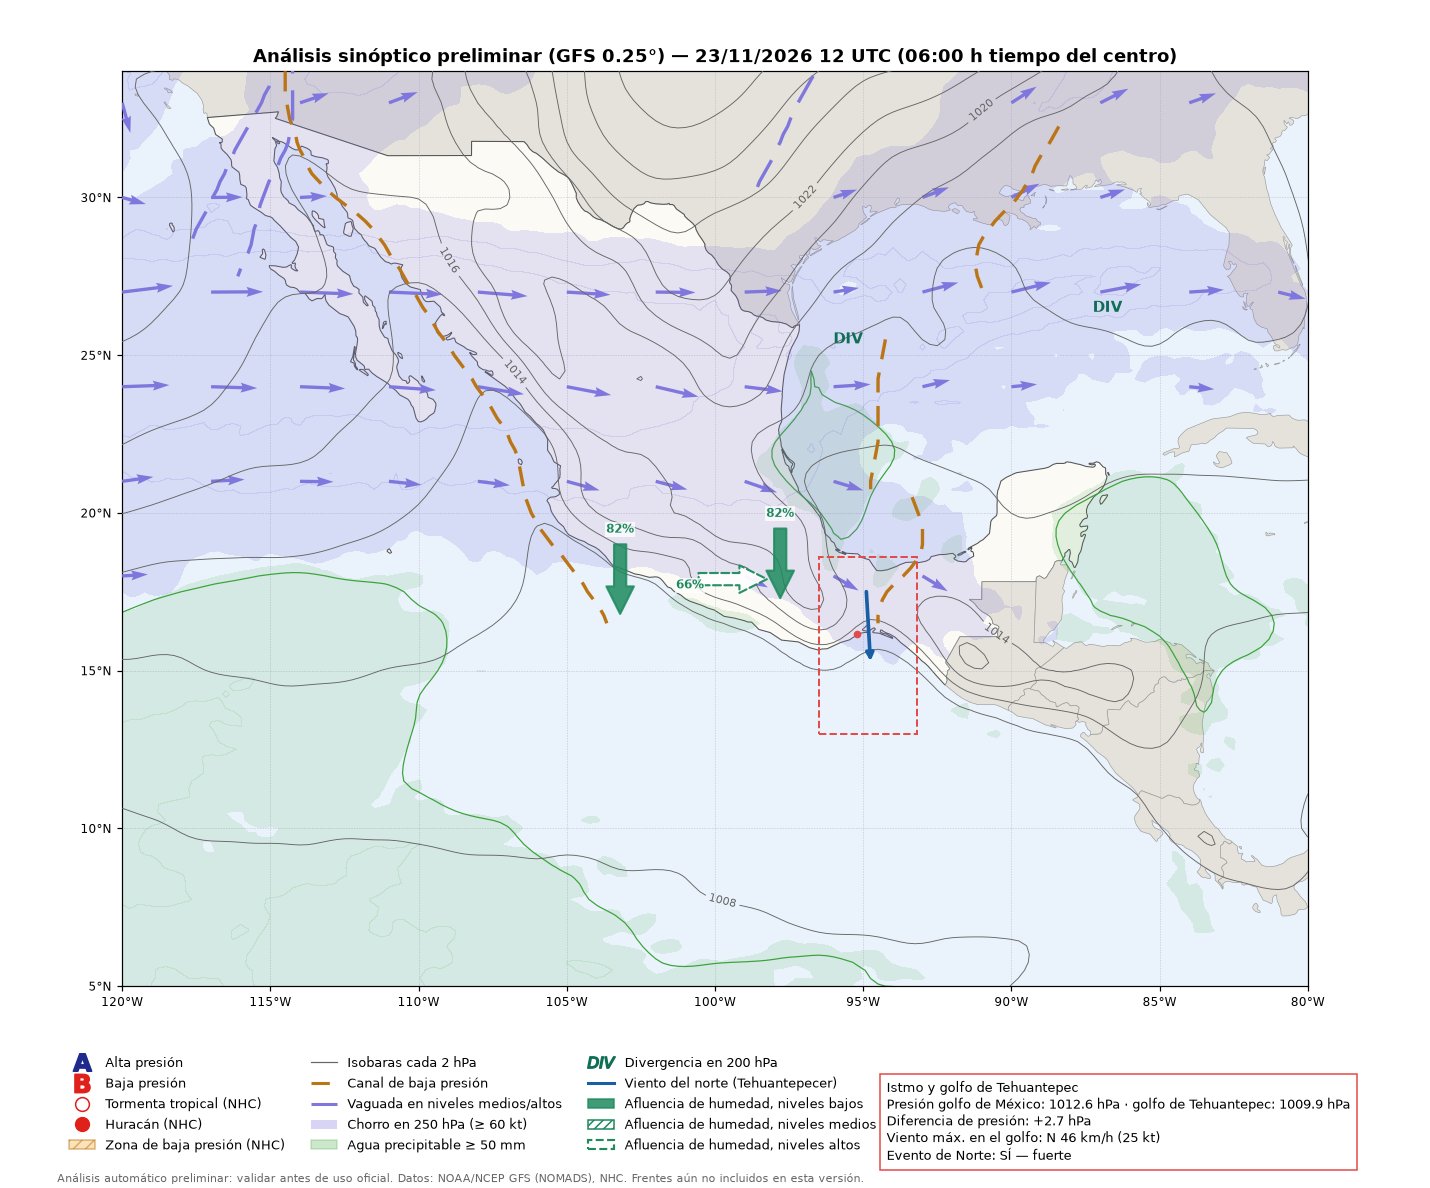 Análisis sinóptico preliminar (GFS 0.25°) — 23/11/2026 12 UTC (06:00 h tiempo del centro)
1020
30°N
1022
1016
DIV
DIV
25°N
1014
20°N
82%
82%
66%
1014
15°N
10°N
1008
5°N
120°W
115°W
110°W
105°W
100°W
95°W
90°W
85°W
80°W
A Alta presión
B Baja presión
Tormenta tropical (NHC)
Huracán (NHC)
Zona de baja presión (NHC)
Isobaras cada 2 hPa
Canal de baja presión
Vaguada en niveles medios/altos
Chorro en 250 hPa (≥ 60 kt)
Agua precipitable ≥ 50 mm
DIV Divergencia en 200 hPa
Viento del norte (Tehuantepecer)
Afluencia de humedad, niveles bajos
Afluencia de humedad, niveles medios
Afluencia de humedad, niveles altos
Istmo y golfo de Tehuantepec
Presión golfo de México: 1012.6 hPa · golfo de Tehuantepec: 1009.9 hPa
Diferencia de presión: +2.7 hPa
Viento máx. en el golfo: N 46 km/h (25 kt)
Evento de Norte: SÍ — fuerte
Análisis automático preliminar: validar antes de uso oficial. Datos: NOAA/NCEP GFS (NOMADS), NHC. Frentes aún no incluidos en esta versión.